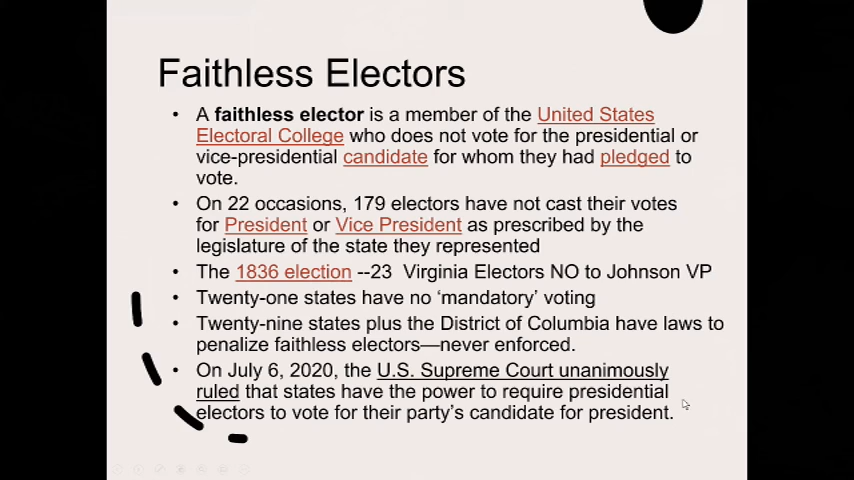 Faithless Electors
• A faithless elector is a member of the United States
Electoral College who does not vote for the presidential or
vice-presidential candidate for whom they had pledged to
vote.
• On 22 occasions, 179 electors have not cast their votes
for President or Vice President as prescribed by the
legislature of the state they represented
• The 1836 election --23 Virginia Electors NO to Johnson VP
• Twenty-one states have no ‘mandatory’ voting
• Twenty-nine states plus the District of Columbia have laws to
penalize faithless electors—never enforced.
• On July 6, 2020, the U.S. Supreme Court unanimously
ruled that states have the power to require presidential
electors to vote for their party’s candidate for president.